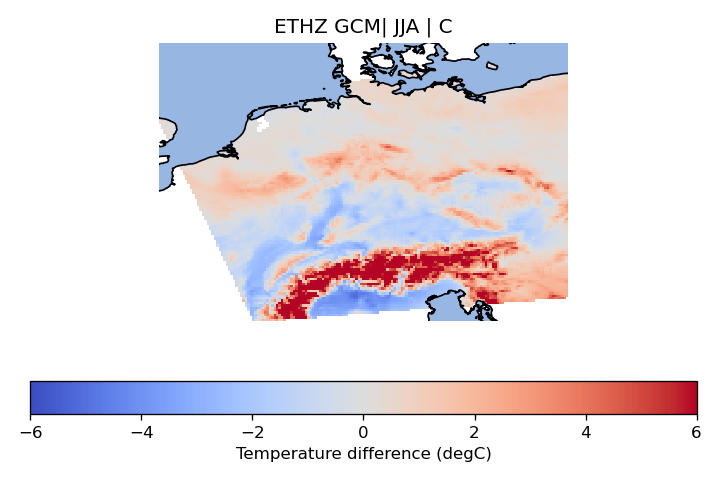 ETHZ GCM| JJA | C
−6 −4 −2 0 2 4 6
Temperature difference (degC)